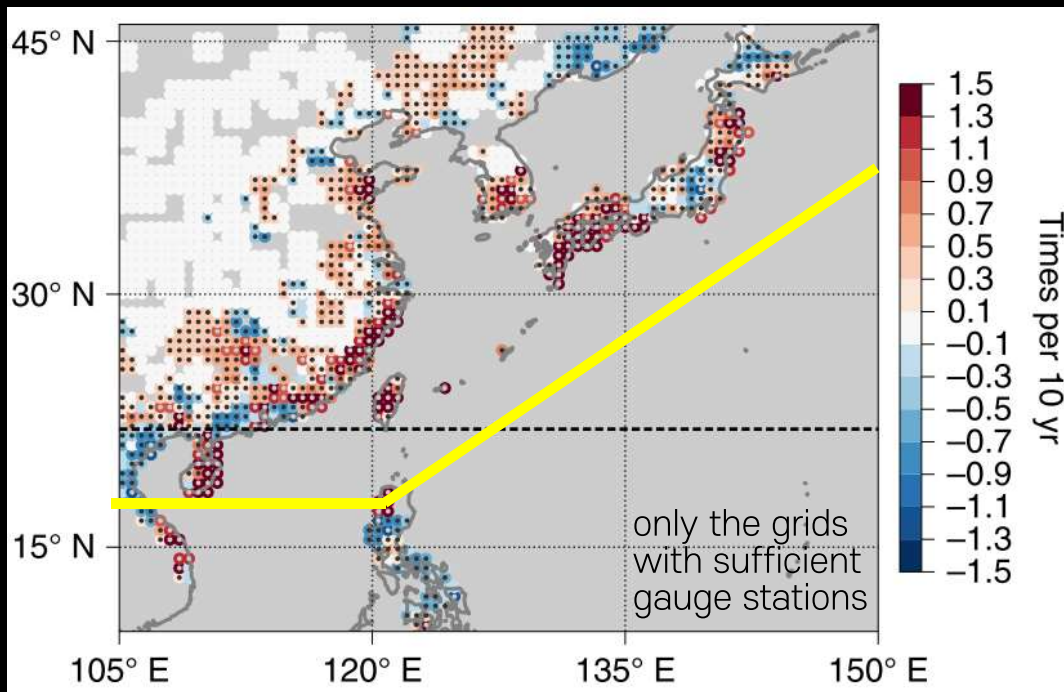 45° N
30° N
15° N
105° E
120° E
135° E
150° E
only the grids
with sufficient
gauge stations
1.5
1.3
1.1
0.9
0.7
0.5
0.3
0.1
−0.1
−0.3
−0.5
−0.7
−0.9
−1.1
−1.3
−1.5
Times per 10 yr